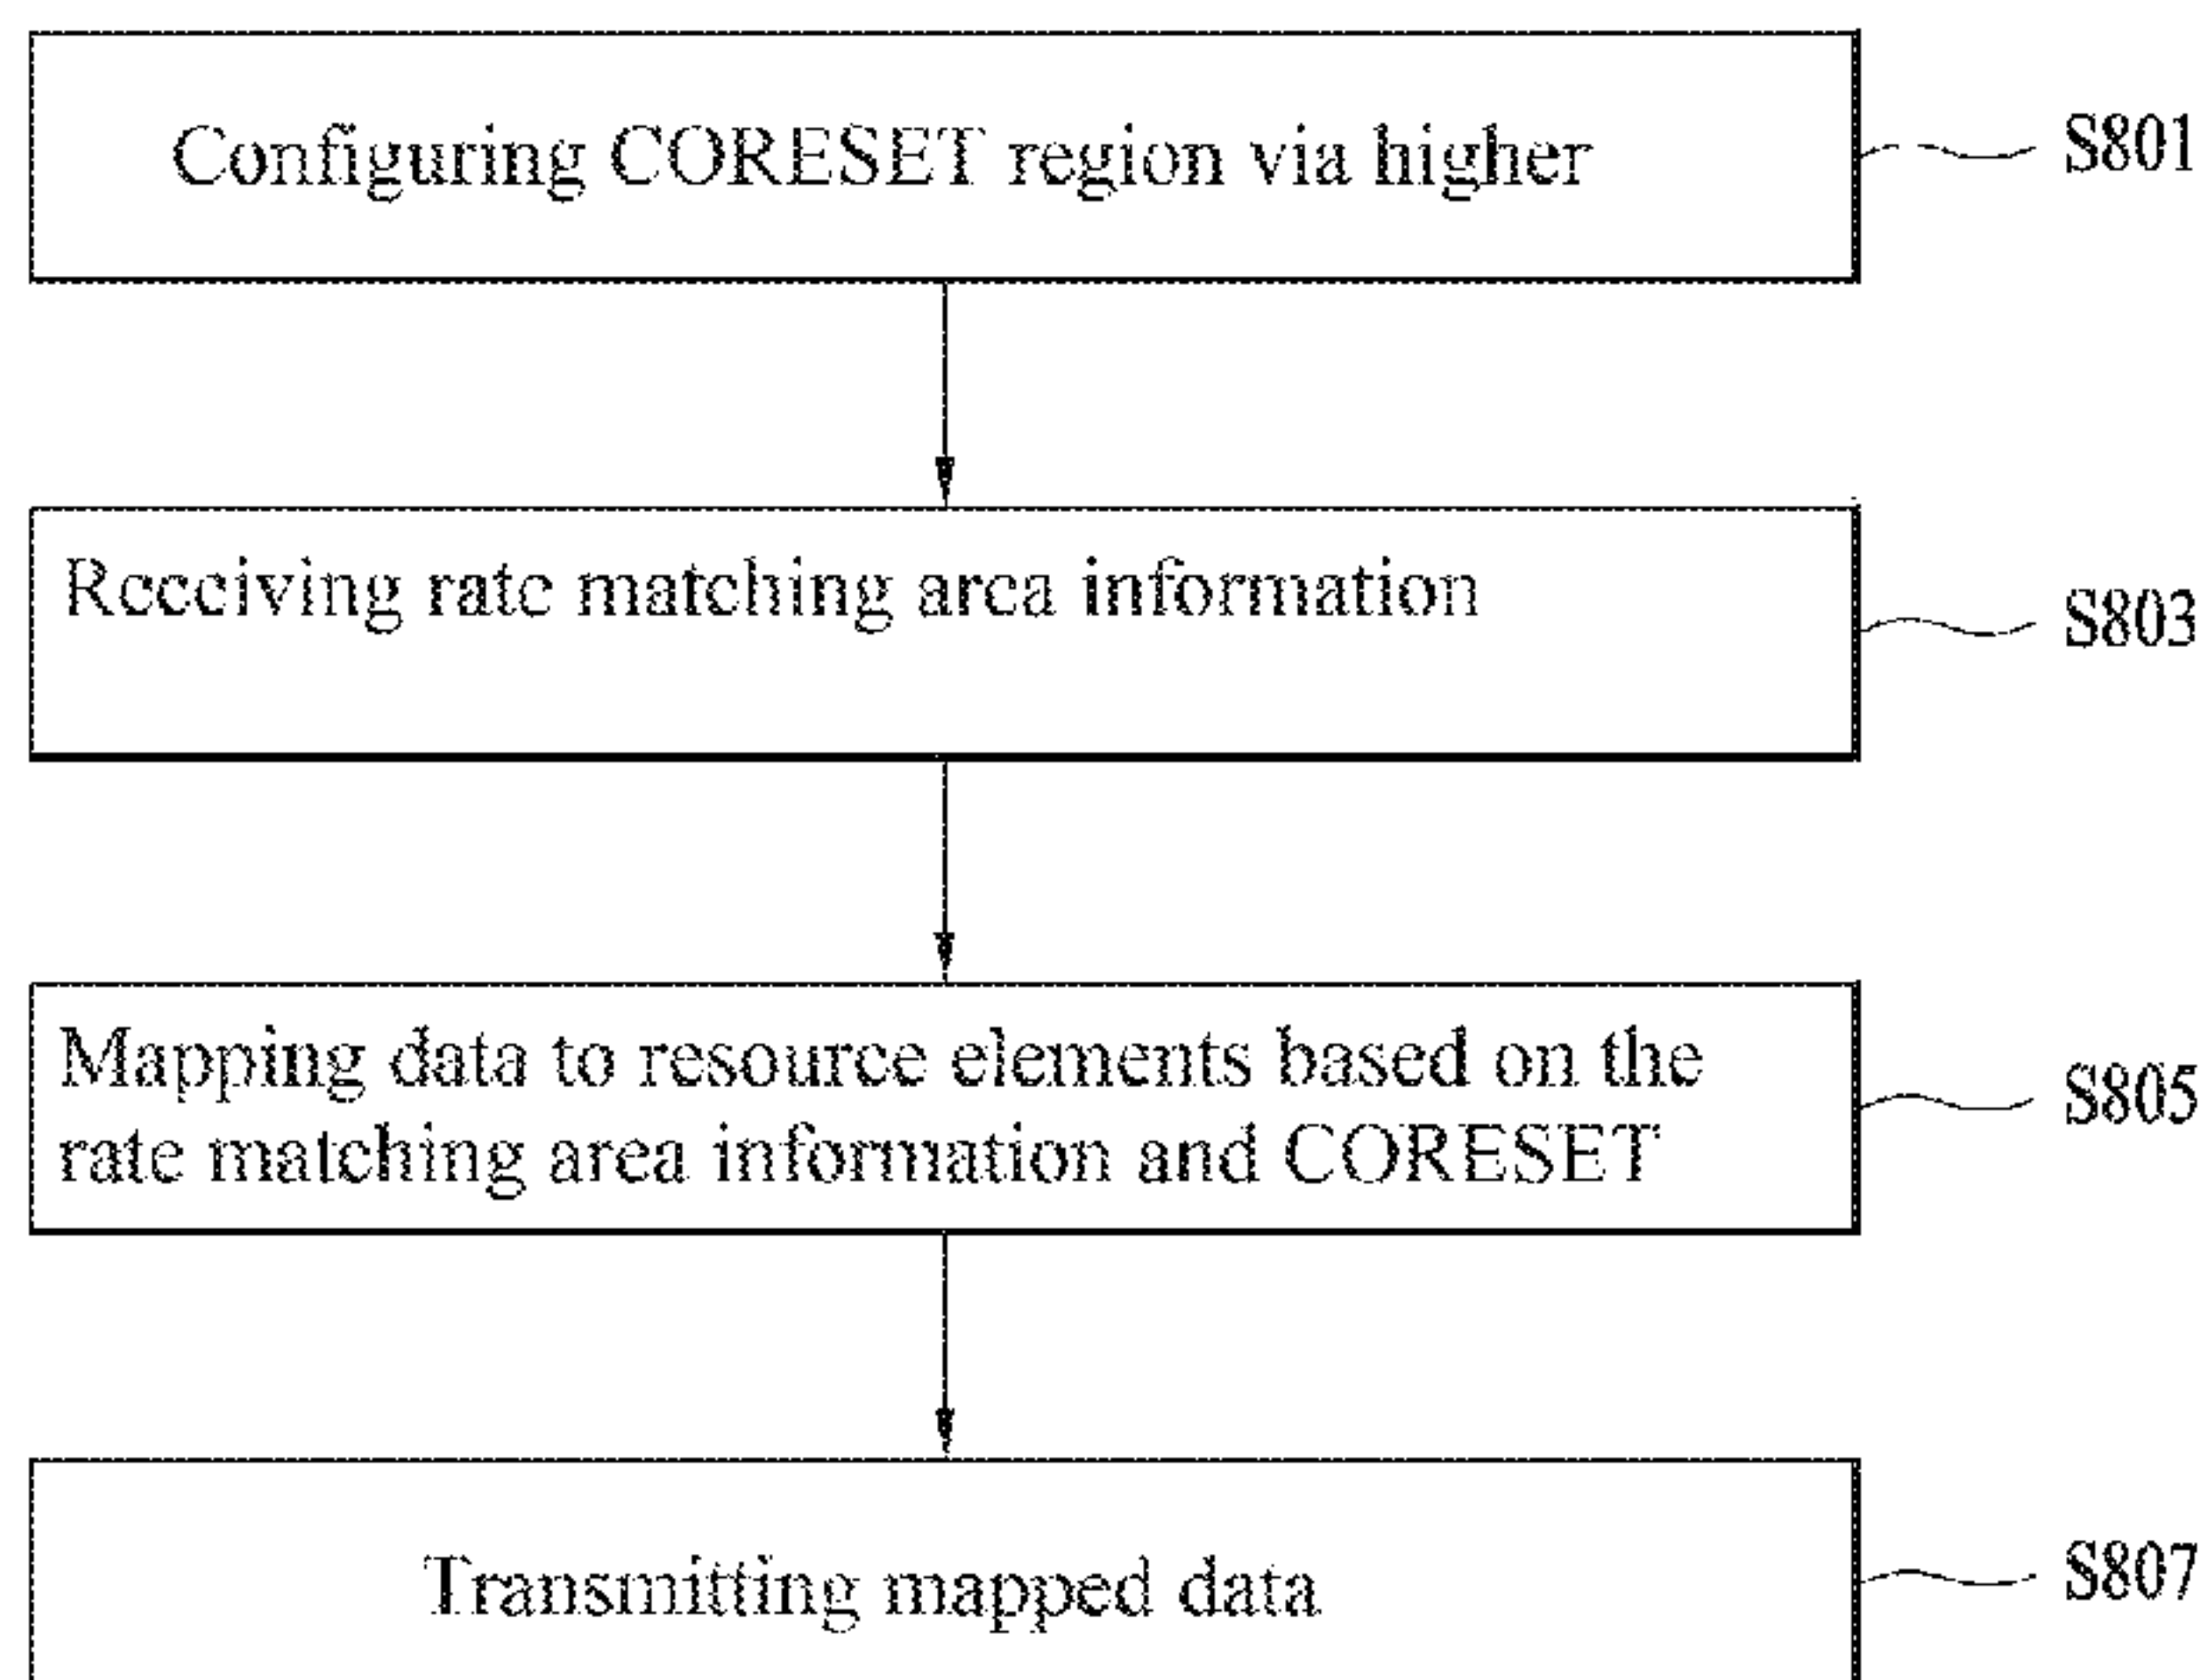 Configuring CORESET region via higher
S801
Receiving rate matching area information
S803
Mapping data to resource elements based on the
rate matching area information and CORESET
S805
Transmitting mapped data
S807